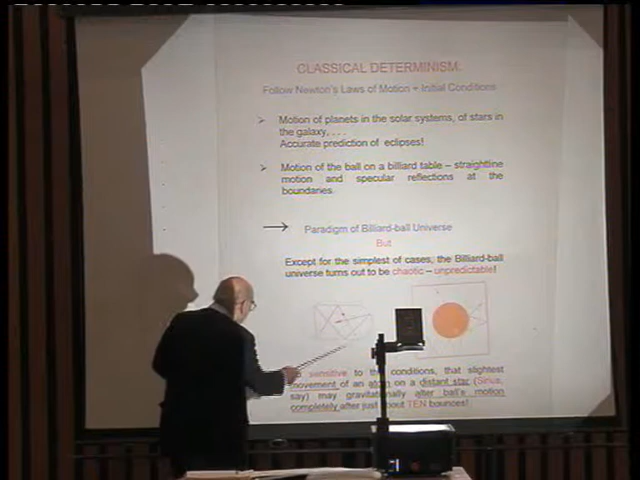 CLASSICAL DETERMINISM:
Follow Newton's Laws of Motion + Initial Conditions
➢ Motion of planets in the solar systems, of stars in
the galaxy, . . . .
Accurate prediction of eclipses!
➢ Motion of the ball on a billiard table – straightline
motion and specular reflections at the
boundaries.
→ Paradigm of Billiard-ball Universe
But
Except for the simplest of cases, the Billiard-ball
universe turns out to be chaotic – unpredictable!
sensitive to the conditions, that slightest
movement of an atom on a distant star (Sirius,
say) may gravitationally alter ball's motion
completely after just about TEN bounces!